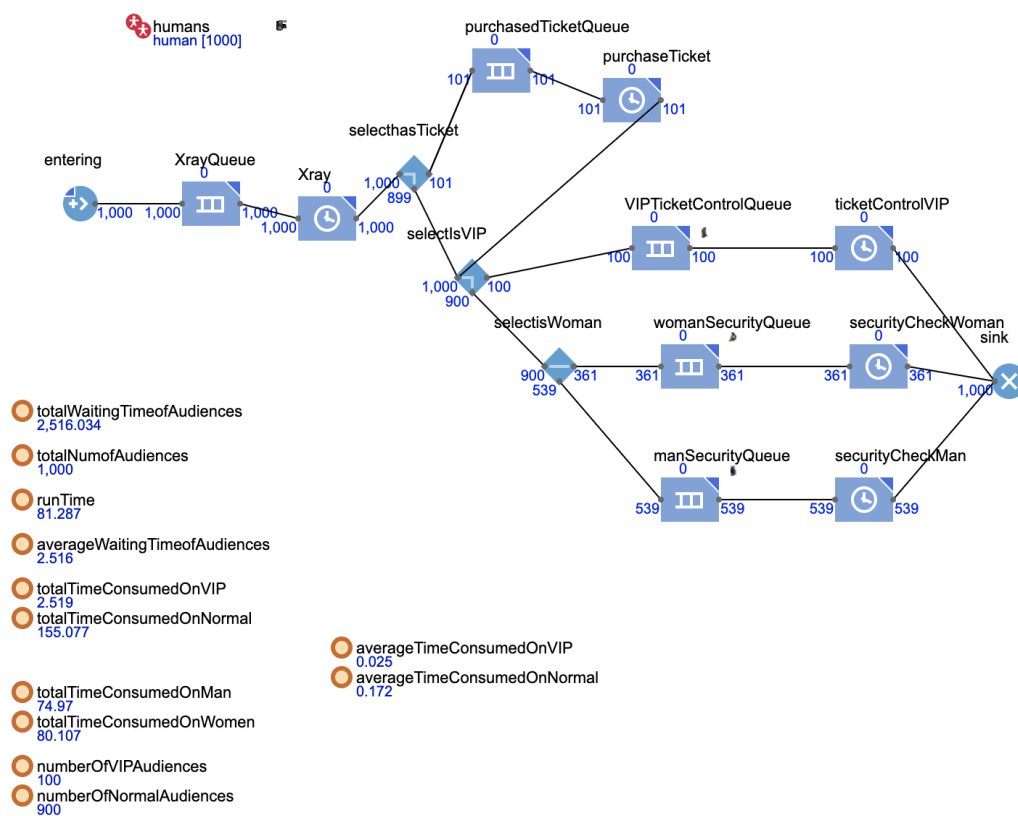 humans
human [1000]
purchasedTicketQueue
0
101
101
purchaseTicket
0
101
101
selecthasTicket
1,000
101
899
entering
1,000
XrayQueue
0
1,000
1,000
Xray
0
1,000
1,000
selectIsVIP
1,000
100
900
VIPTicketControlQueue
0
100
100
ticketControlVIP
0
100
100
selectisWoman
900
361
539
womanSecurityQueue
0
361
361
securityCheckWoman
0
361
361
sink
1,000
manSecurityQueue
0
539
539
securityCheckMan
0
539
539
totalWaitingTimeofAudiences
2,516.034
totalNumofAudiences
1,000
runTime
81.287
averageWaitingTimeofAudiences
2.516
totalTimeConsumedOnVIP
2.519
totalTimeConsumedOnNormal
155.077
averageTimeConsumedOnVIP
0.025
averageTimeConsumedOnNormal
0.172
totalTimeConsumedOnMan
74.97
totalTimeConsumedOnWomen
80.107
numberOfVIPAudiences
100
numberOfNormalAudiences
900